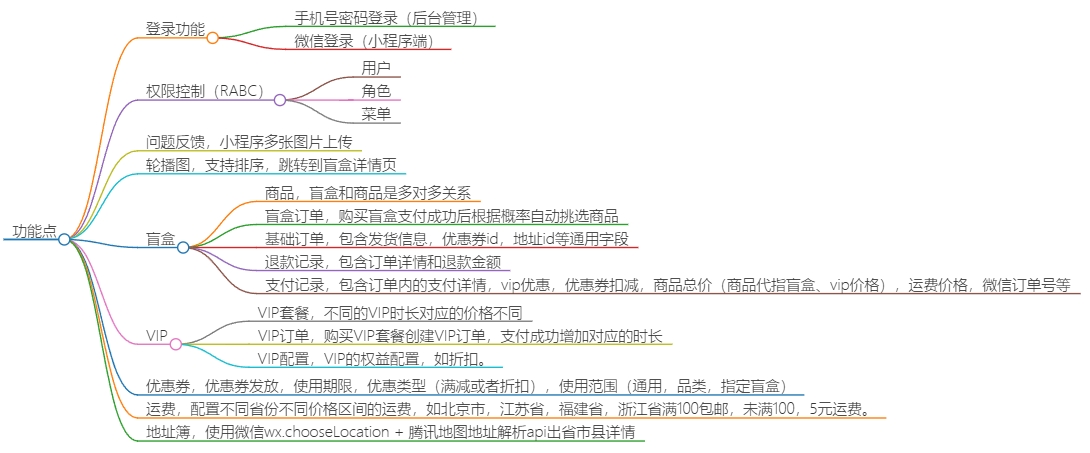 功能点
登录功能
手机号密码登录（后台管理）
微信登录（小程序端）
权限控制（RABC）
用户
角色
菜单
问题反馈，小程序多张图片上传
轮播图，支持排序，跳转到盲盒详情页
盲盒
商品，盲盒和商品是多对多关系
盲盒订单，购买盲盒支付成功后根据概率自动挑选商品
基础订单，包含发货信息，优惠券id，地址id等通用字段
退款记录，包含订单详情和退款金额
支付记录，包含订单内的支付详情，vip优惠，优惠券扣减，商品总价（商品代指盲盒、vip价格），运费价格，微信订单号等
VIP
VIP套餐，不同的VIP时长对应的价格不同
VIP订单，购买VIP套餐创建VIP订单，支付成功增加对应的时长
VIP配置，VIP的权益配置，如折扣。
优惠券，优惠券发放，使用期限，优惠类型（满减或者折扣），使用范围（通用，品类，指定盲盒）
运费，配置不同省份不同价格区间的运费，如北京市，江苏省，福建省，浙江省满100包邮，未满100，5元运费。
地址簿，使用微信wx.chooseLocation + 腾讯地图地址解析api出省市县详情